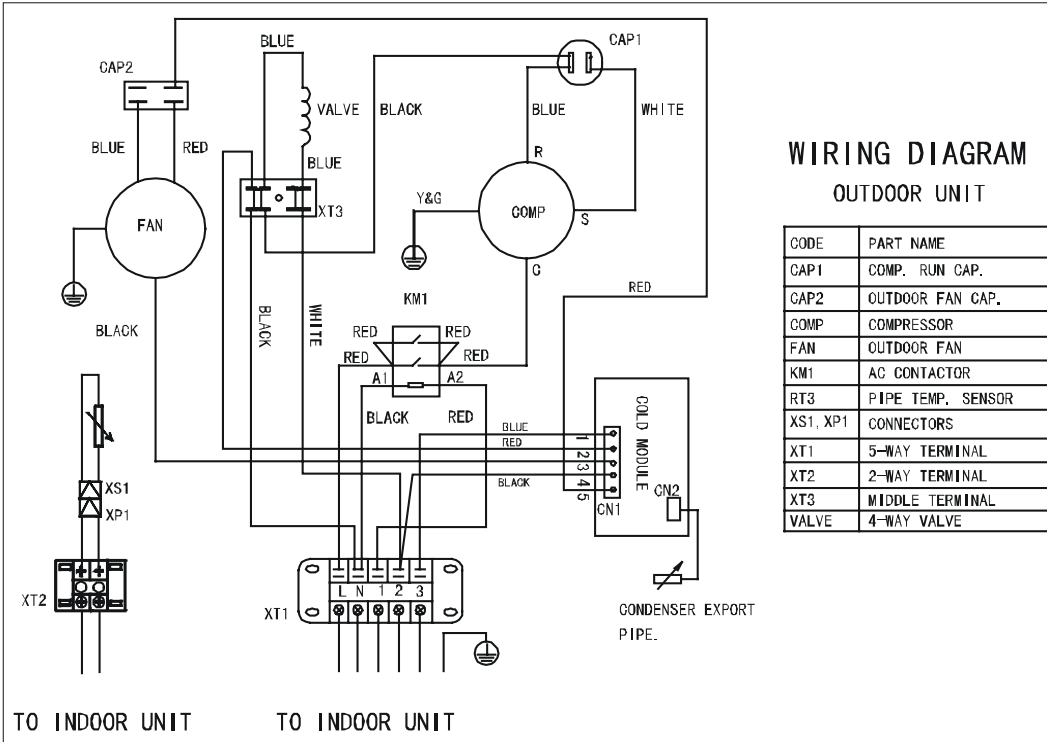 BLUE
CAP1
CAP2
VALVE
BLACK
BLUE
WHITE
BLUE
RED
BLUE
R
XT3
Y&G
COMP
S
FAN
C
KM1
RED
BLACK
BLACK
WHITE
RED
RED
RED
RED
A1
A2
BLACK
RED
BLUE
RED
BLACK
1
2
3
4
5
COLD MODULE
CN2
CN1
XS1
XP1
XT2
L N 1 2 3
XT1
CONDENSER EXPORT
PIPE.
TO INDOOR UNIT
TO INDOOR UNIT
WIRING DIAGRAM
OUTDOOR UNIT
CODE PART NAME
CAP1 COMP. RUN CAP.
CAP2 OUTDOOR FAN CAP.
COMP COMPRESSOR
FAN OUTDOOR FAN
KM1 AC CONTACTOR
RT3 PIPE TEMP. SENSOR
XS1, XP1 CONNECTORS
XT1 5-WAY TERMINAL
XT2 2-WAY TERMINAL
XT3 MIDDLE TERMINAL
VALVE 4-WAY VALVE